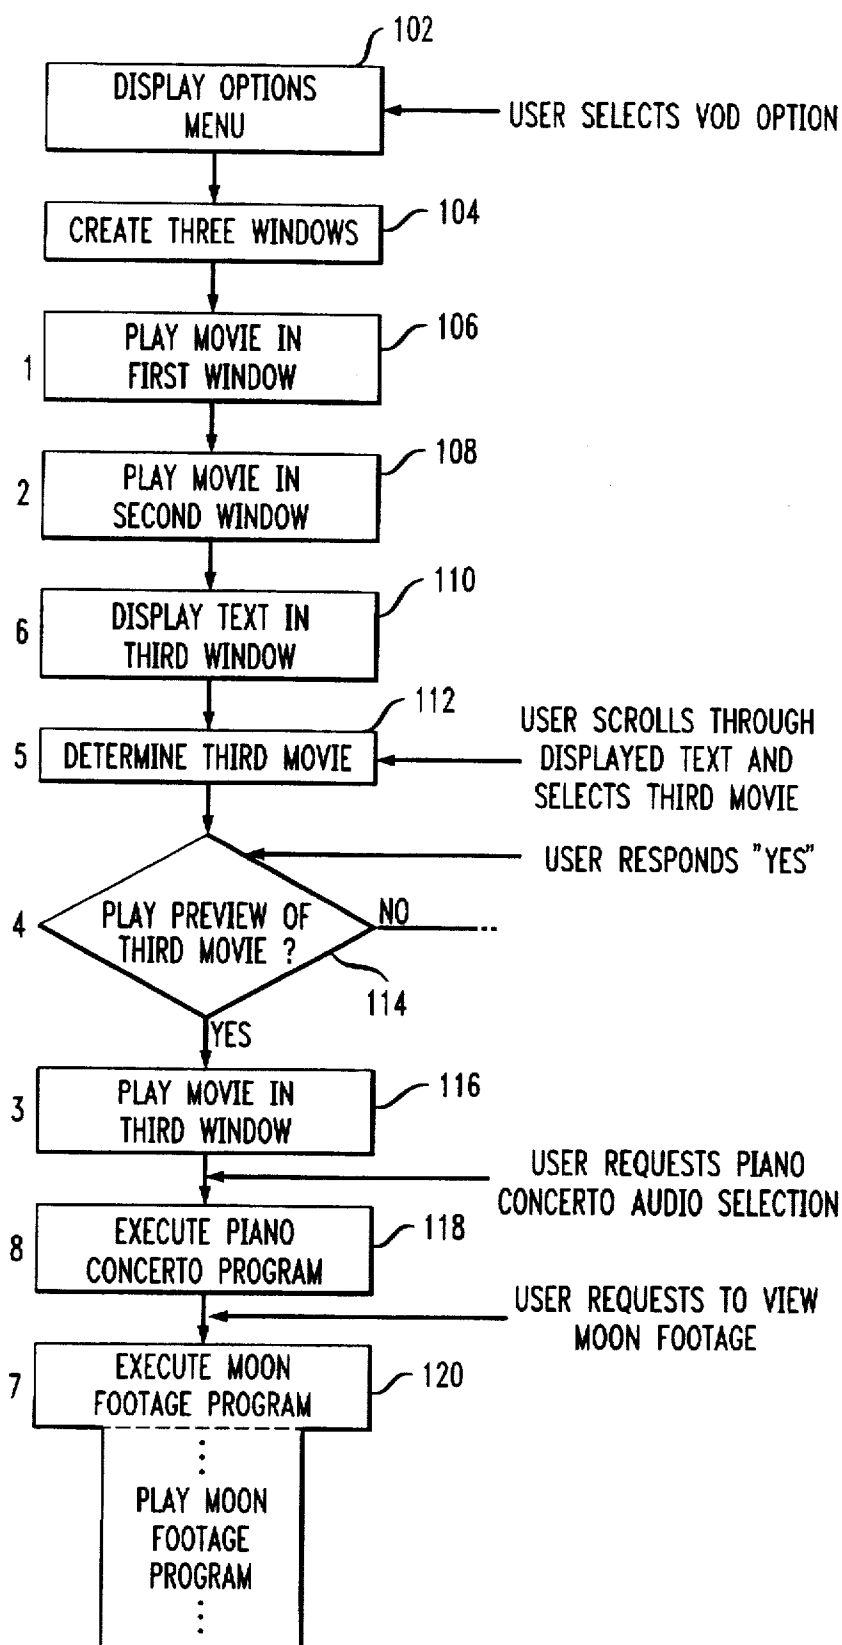 102
DISPLAY OPTIONS
MENU
USER SELECTS VOD OPTION
104
CREATE THREE WINDOWS
106
1
PLAY MOVIE IN
FIRST WINDOW
108
2
PLAY MOVIE IN
SECOND WINDOW
110
6
DISPLAY TEXT IN
THIRD WINDOW
112
5
DETERMINE THIRD MOVIE
USER SCROLLS THROUGH
DISPLAYED TEXT AND
SELECTS THIRD MOVIE
USER RESPONDS "YES"
4
PLAY PREVIEW OF
THIRD MOVIE ?
NO
114
YES
116
3
PLAY MOVIE IN
THIRD WINDOW
USER REQUESTS PIANO
CONCERTO AUDIO SELECTION
118
8
EXECUTE PIANO
CONCERTO PROGRAM
USER REQUESTS TO VIEW
MOON FOOTAGE
120
7
EXECUTE MOON
FOOTAGE PROGRAM
PLAY MOON
FOOTAGE
PROGRAM